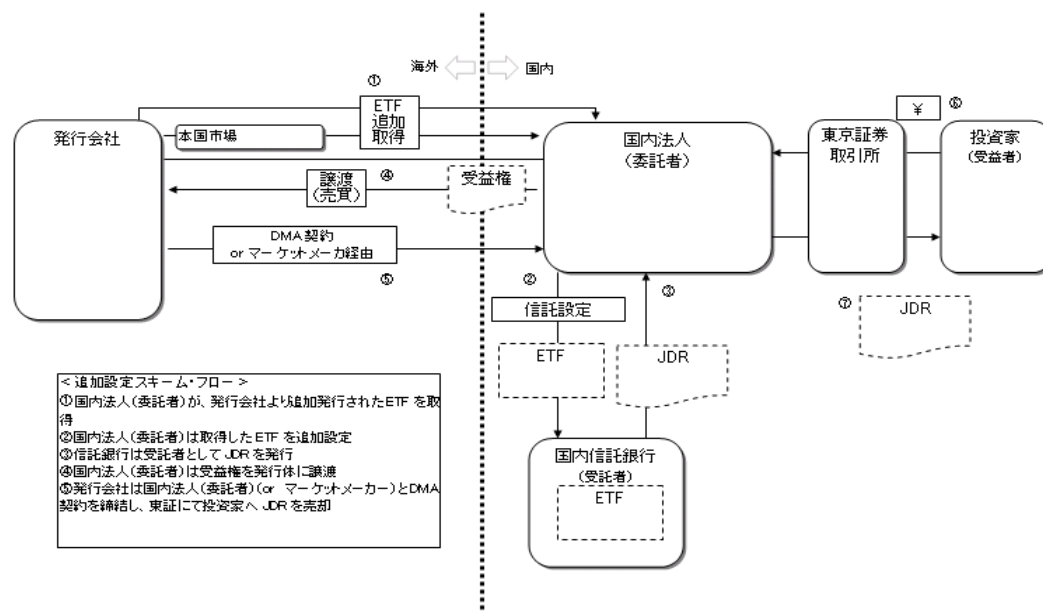 海外
国内
①
ETF
追加
取得
本国市場
発行会社
国内法人
(委託者)
東京証券
取引所
¥
⑥
投資家
(受益者)
譲渡
(売買)
④
受益権
DMA契約
or マーケットメーカ経由
⑤
②
③
信託設定
ETF
JDR
⑦
JDR
国内信託銀行
(受託者)
ETF
< 追加設定スキーム・フロー >
①国内法人(委託者)が、発行会社より追加発行されたETFを取
得
②国内法人(委託者)は取得したETFを追加設定
③信託銀行は受託者としてJDRを発行
④国内法人(委託者)は受益権を発行体に譲渡
⑤発行会社は国内法人(委託者)(or マーケットメーカー)とDMA
契約を締結し、東証にて投資家へJDRを売却